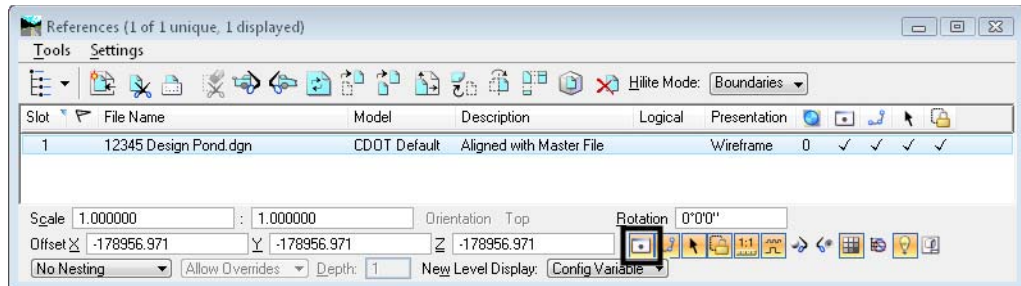 References (1 of 1 unique, 1 displayed)
Tools Settings
Hilite Mode: Boundaries
Slot File Name Model Description Logical Presentation
1 12345 Design Pond.dgn CDOT Default Aligned with Master File Wireframe 0
Scale 1.000000 : 1.000000 Orientation Top Rotation 0°0'0"
Offset X -178956.971 Y -178956.971 Z -178956.971 1:1
No Nesting Allow Overrides Depth: 1 New Level Display: Config Variable